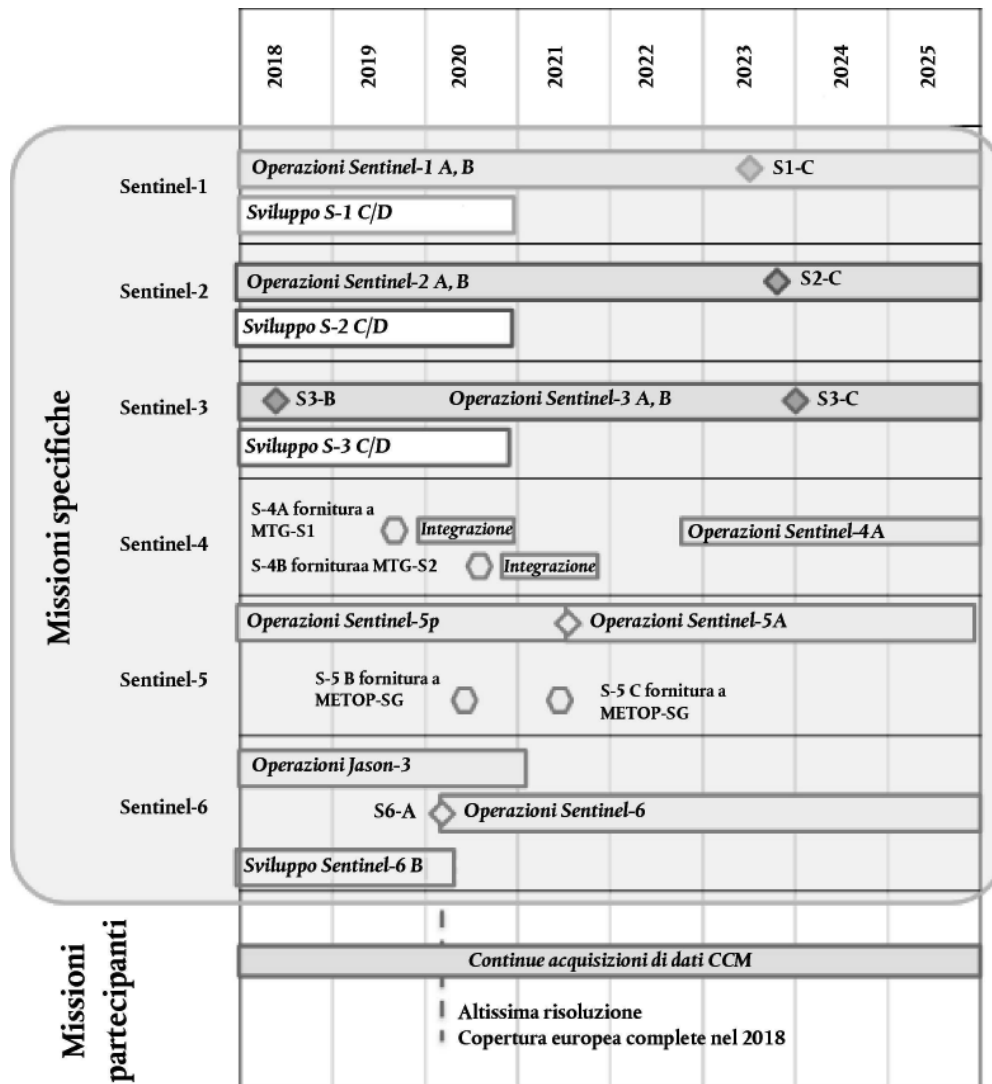 2018 2019 2020 2021 2022 2023 2024 2025
Missioni specifiche
Sentinel-1
Operazioni Sentinel-1 A, B
S1-C
Sviluppo S-1 C/D
Sentinel-2
Operazioni Sentinel-2 A, B
S2-C
Sviluppo S-2 C/D
Sentinel-3
S3-B
Operazioni Sentinel-3 A, B
S3-C
Sviluppo S-3 C/D
Sentinel-4
S-4A fornitura a
MTG-S1
Integrazione
Operazioni Sentinel-4A
S-4B fornituraa MTG-S2
Integrazione
Sentinel-5
Operazioni Sentinel-5p
Operazioni Sentinel-5A
S-5 B fornitura a
METOP-SG
S-5 C fornitura a
METOP-SG
Sentinel-6
Operazioni Jason-3
S6-A
Operazioni Sentinel-6
Sviluppo Sentinel-6 B
Missioni
partecipanti
Continue acquisizioni di dati CCM
Altissima risoluzione
Copertura europea complete nel 2018